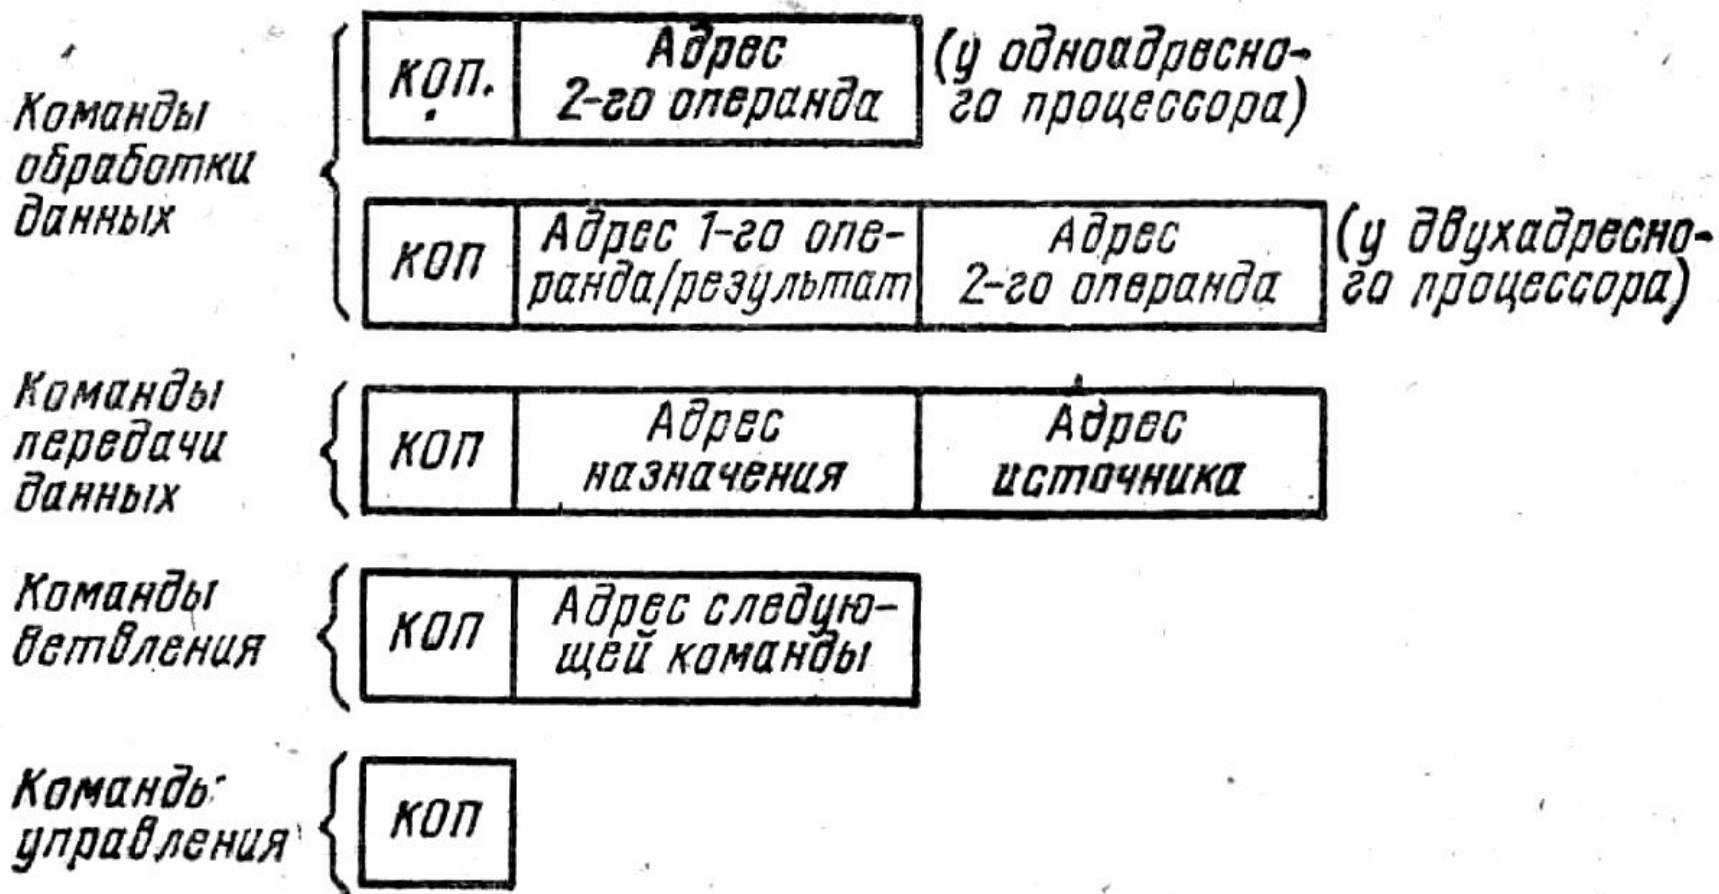 Команды
обработки
данных
КОП.
Адрес
2-го операнда
(у одноадресно-
го процессора)
КОП
Адрес 1-го опе-
ранда/результат
Адрес
2-го операнда
(у двухадресно-
го процессора)
Команды
передачи
данных
КОП
Адрес
назначения
Адрес
источника
Команды
ветвления
КОП
Адрес следую-
щей команды
Команды
управления
КОП